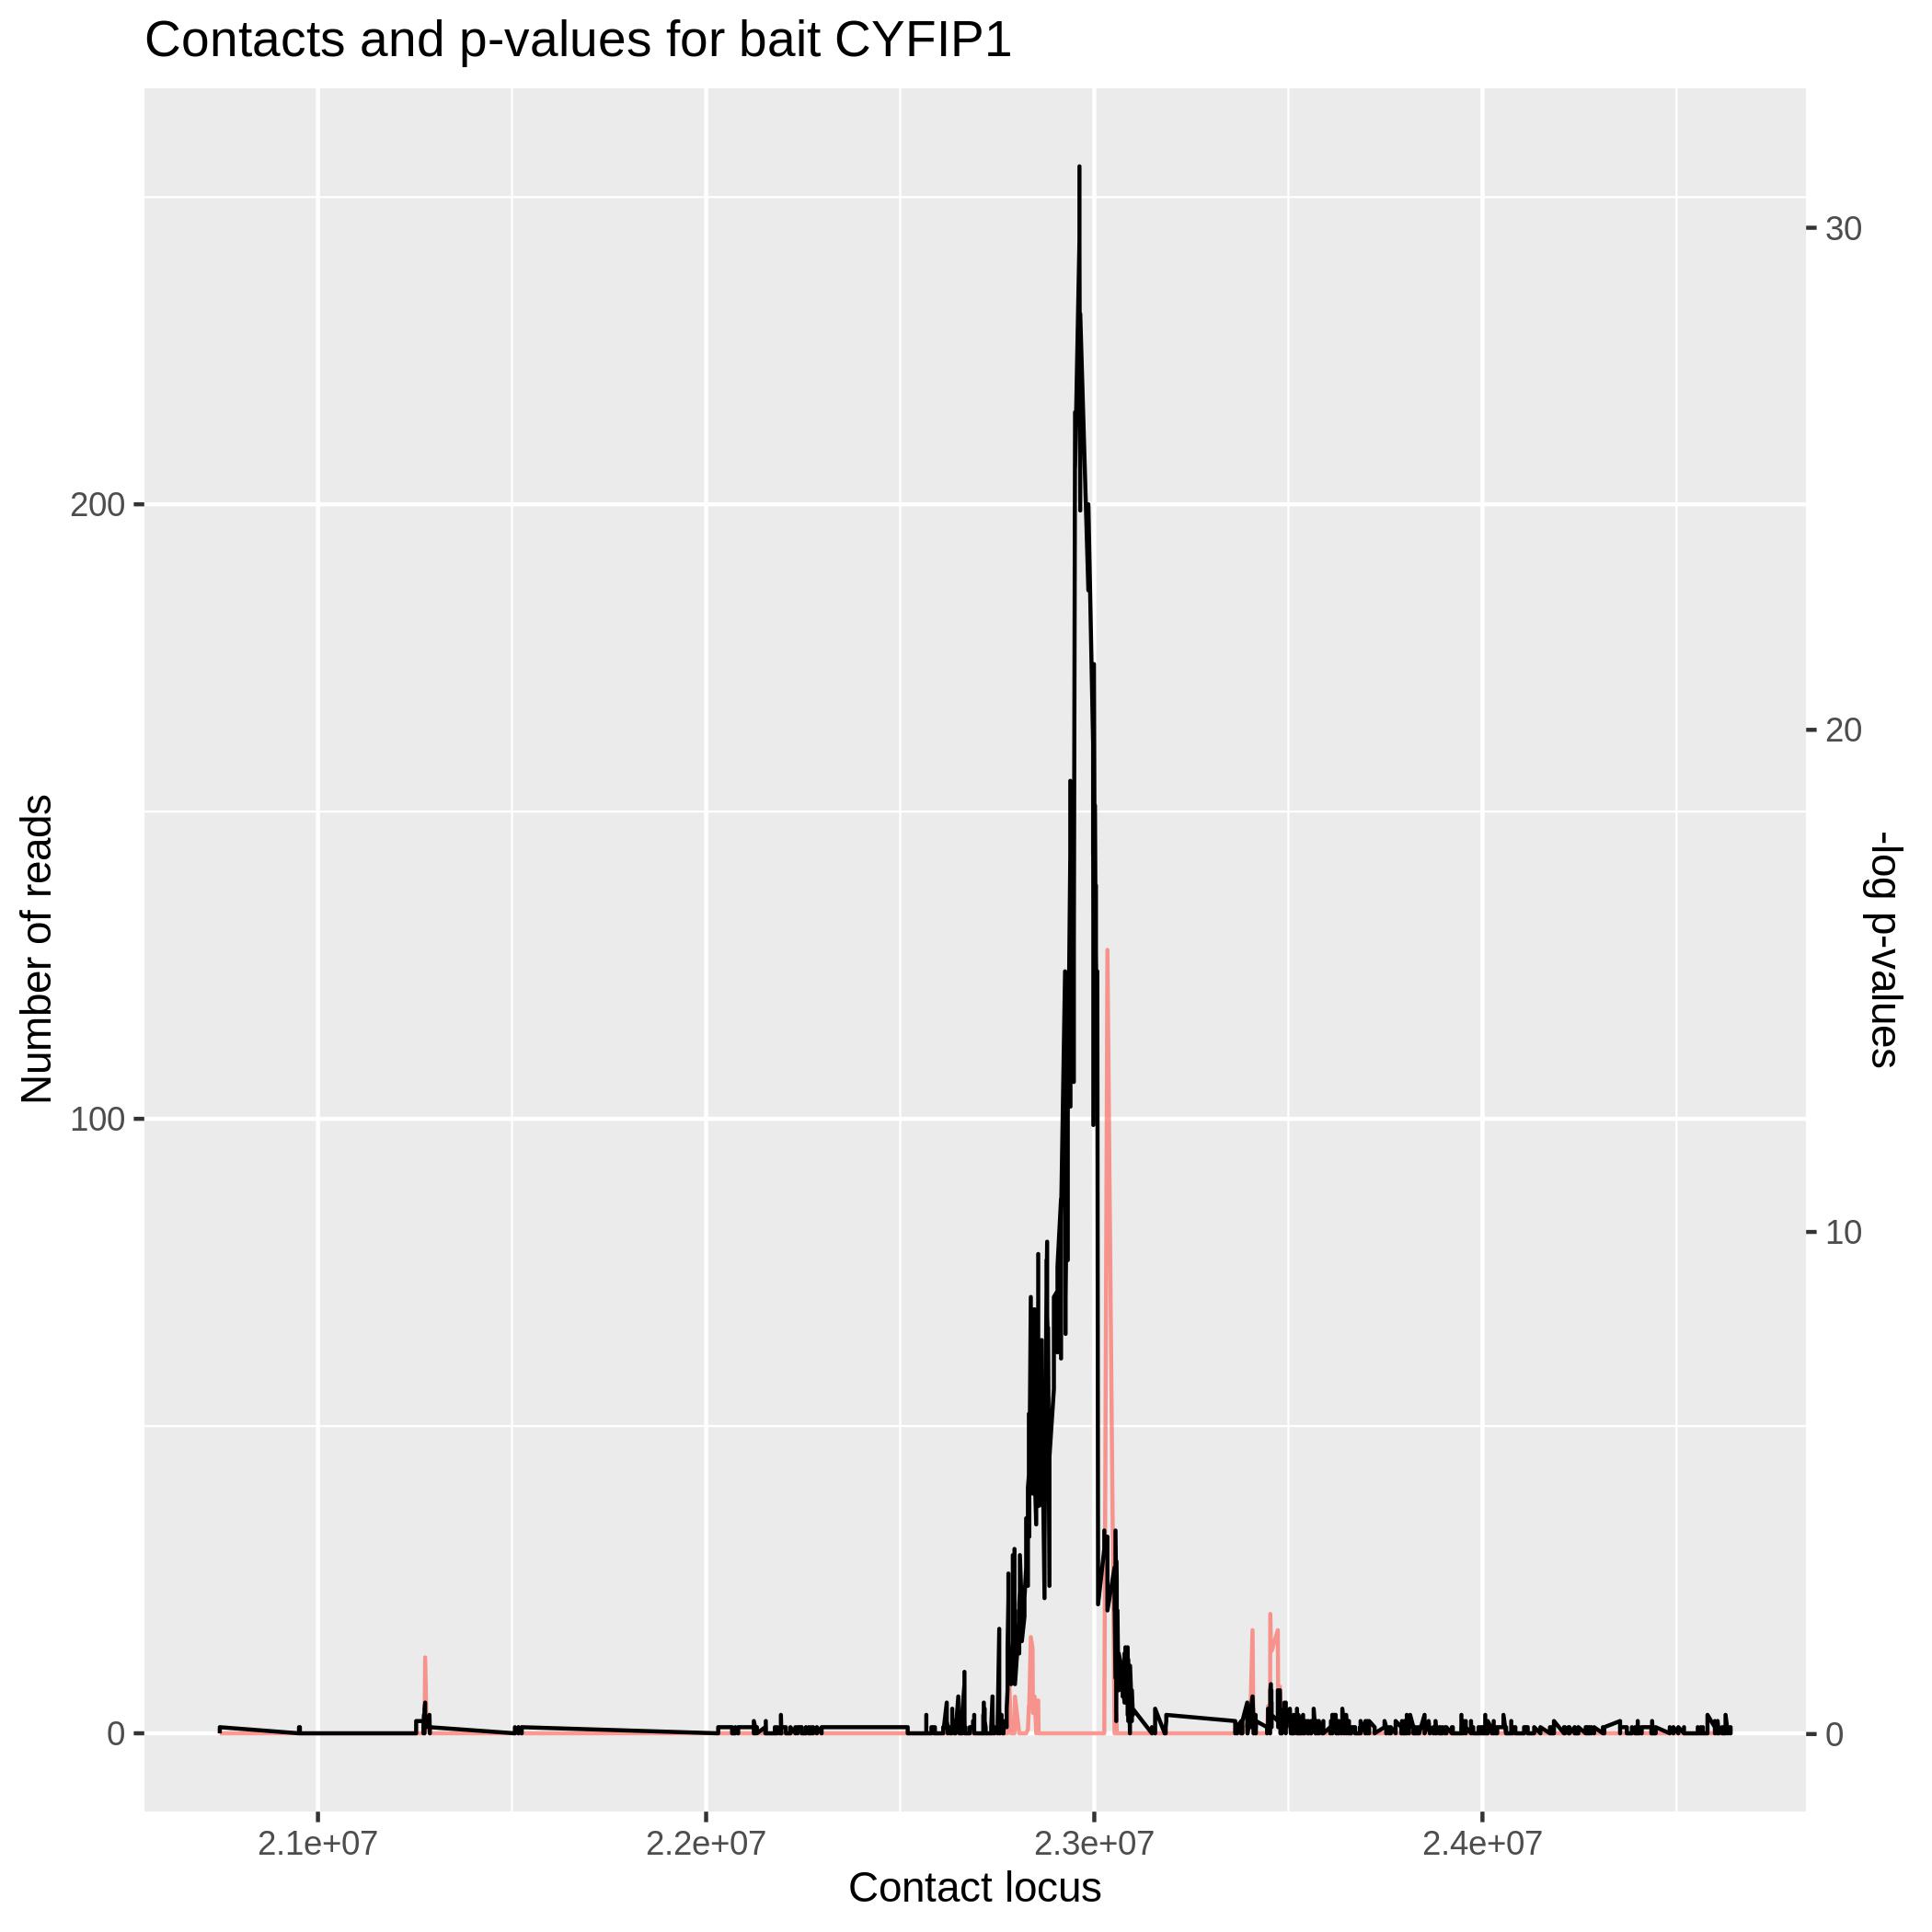 Contacts and p-values for bait CYFIP1
Number of reads
200
100
0
30
20
10
0
-log p-values
2.1e+07
2.2e+07
2.3e+07
2.4e+07
Contact locus